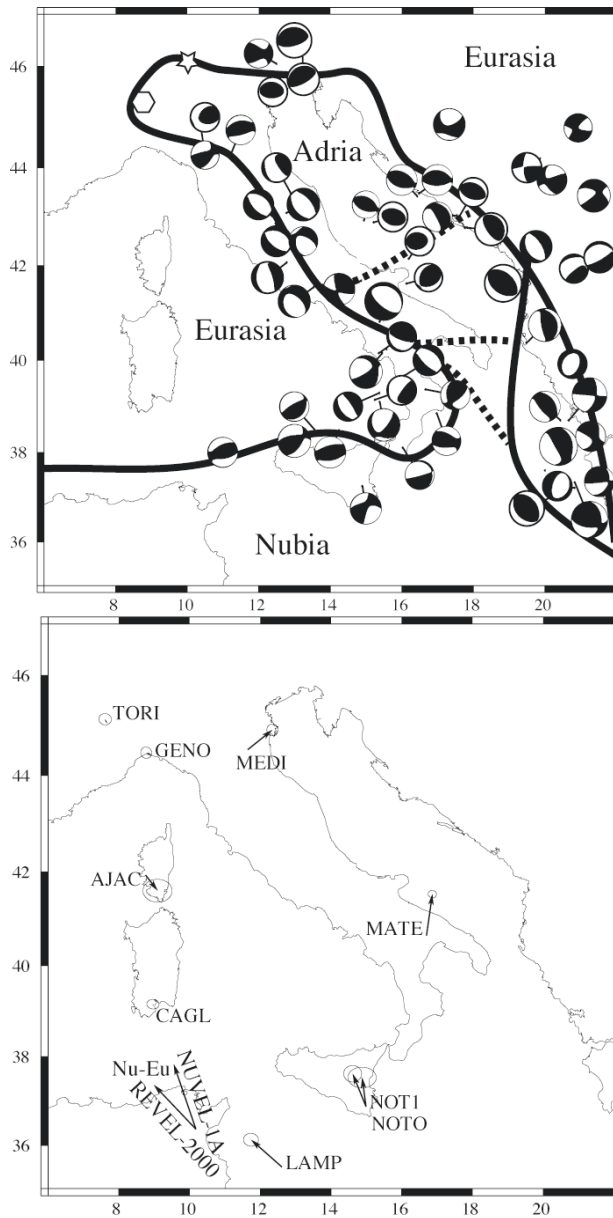 46
Eurasia
Adria
44
42
Eurasia
40
38
Nubia
36
8 10 12 14 16 18 20
46
TORI
GENO
MEDI
44
AJAC
42
MATE
40
CAGL
38
Nu-Eu
NUVEL-1A
REVEL-2000
NOT1
NOTO
LAMP
36
8 10 12 14 16 18 20